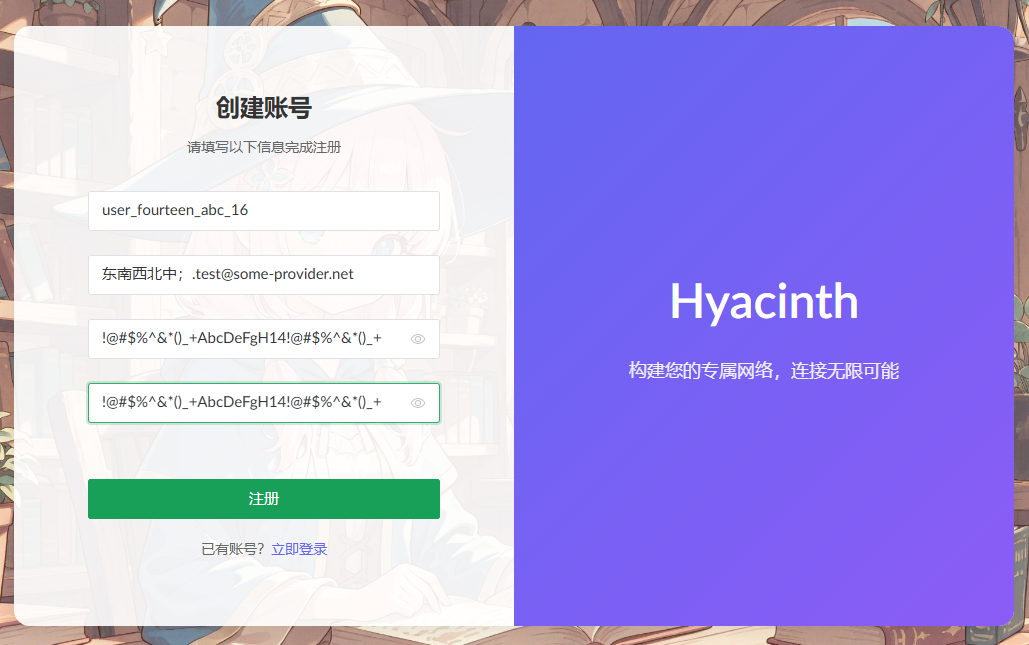 创建账号
请填写以下信息完成注册
user_fourteen_abc_16
东南西北中；.test@some-provider.net
!@#$%^&*()_+AbcDeFgH14!@#$%^&*()_+
!@#$%^&*()_+AbcDeFgH14!@#$%^&*()_+
注册
已有账号？立即登录
Hyacinth
构建您的专属网络，连接无限可能